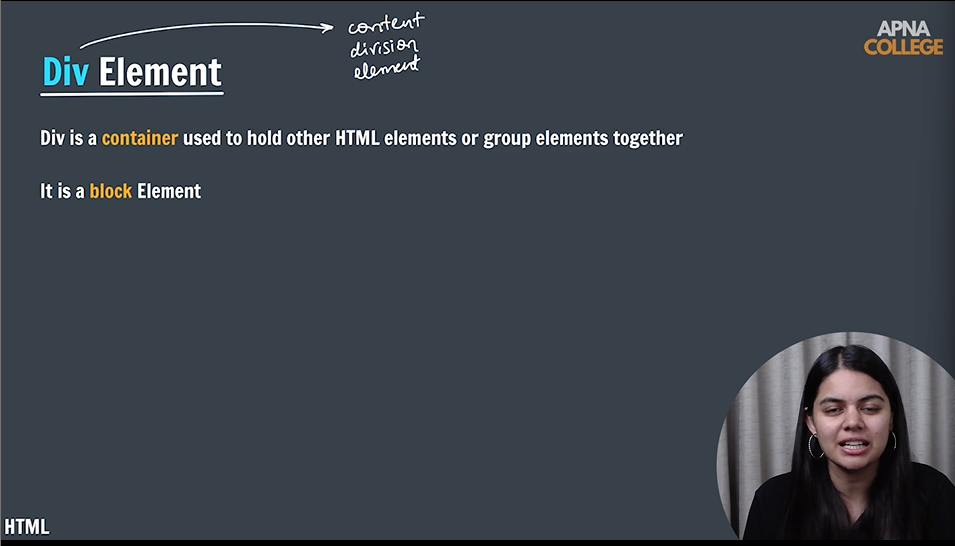 content
division
element
APNA
COLLEGE
Div Element
Div is a container used to hold other HTML elements or group elements together
It is a block Element
HTML